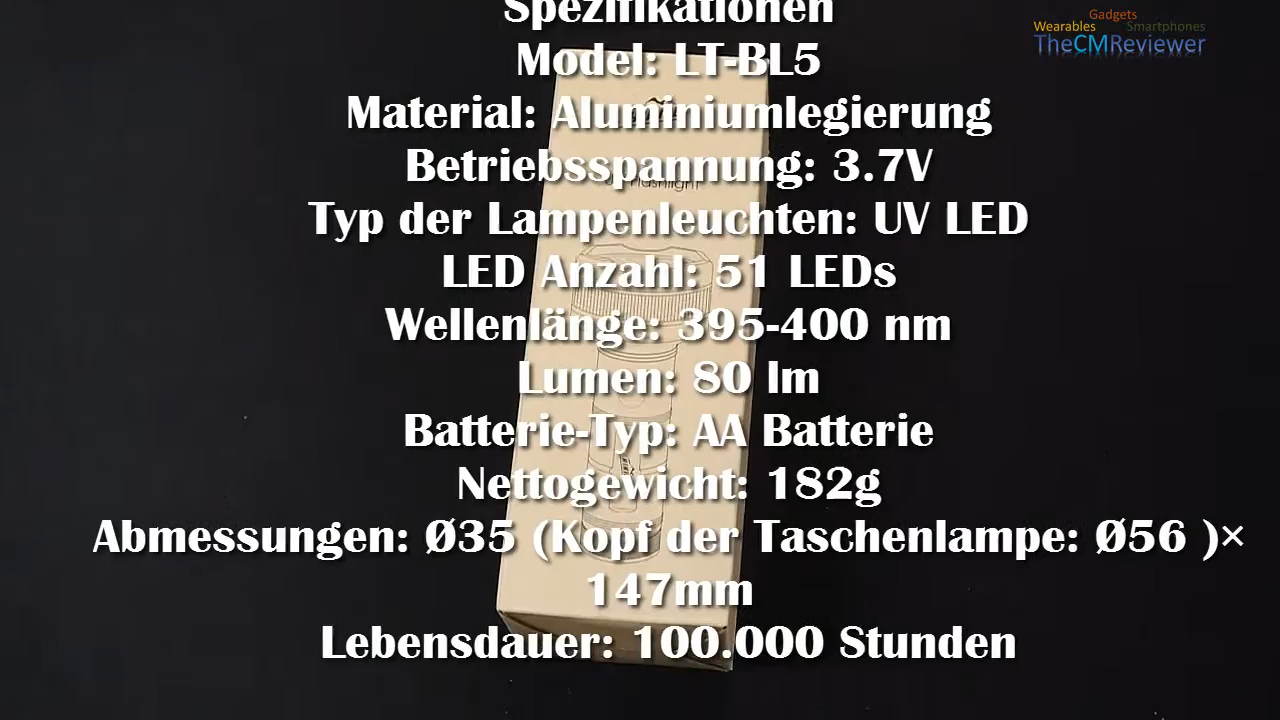 Spezifikationen
Gadgets
Wearables Smartphones
TheCMReviewer
Model: LT-BL5
Material: Aluminiumlegierung
Betriebsspannung: 3.7V
Typ der Lampenleuchten: UV LED
LED Anzahl: 51 LEDs
Wellenlänge: 395-400 nm
Lumen: 80 lm
Batterie-Typ: AA Batterie
Nettogewicht: 182g
Abmessungen: Ø35 (Kopf der Taschenlampe: Ø56 )×
147mm
Lebensdauer: 100.000 Stunden